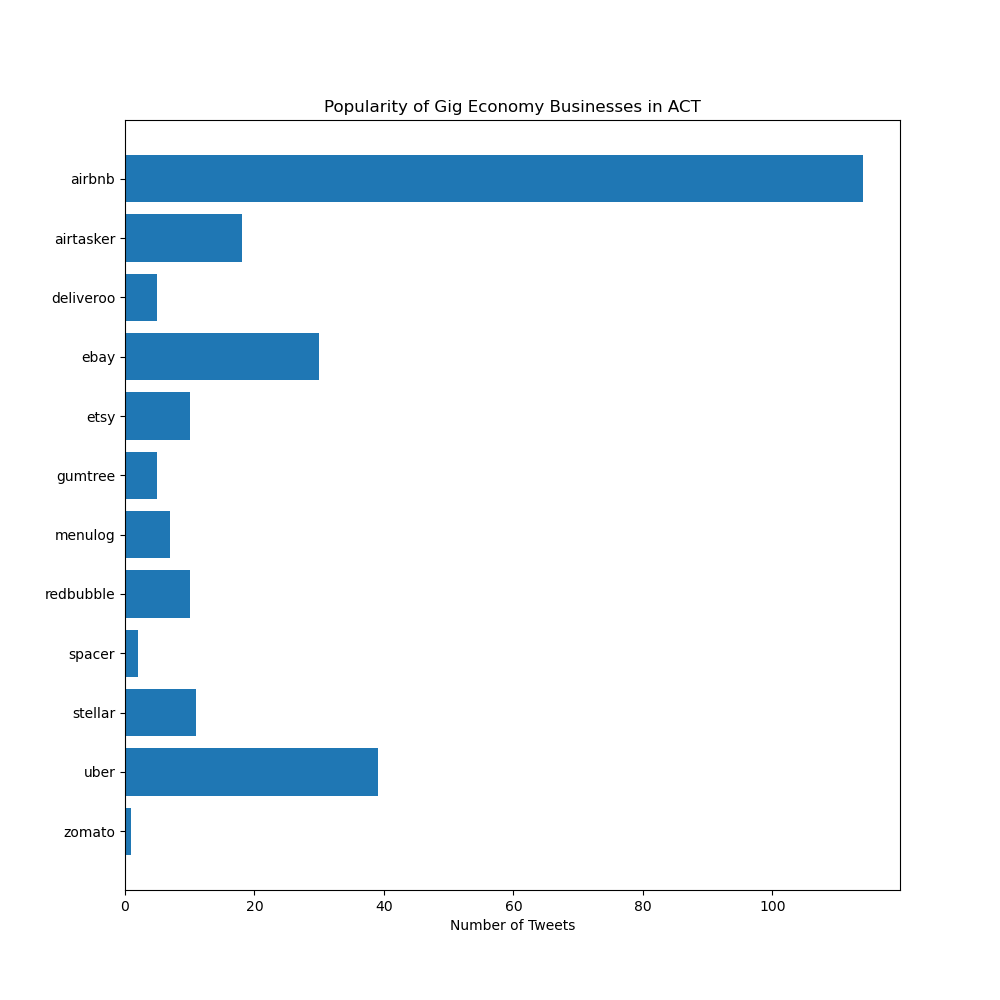 Popularity of Gig Economy Businesses in ACT
airbnb
airtasker
deliveroo
ebay
etsy
gumtree
menulog
redbubble
spacer
stellar
uber
zomato
0 20 40 60 80 100
Number of Tweets